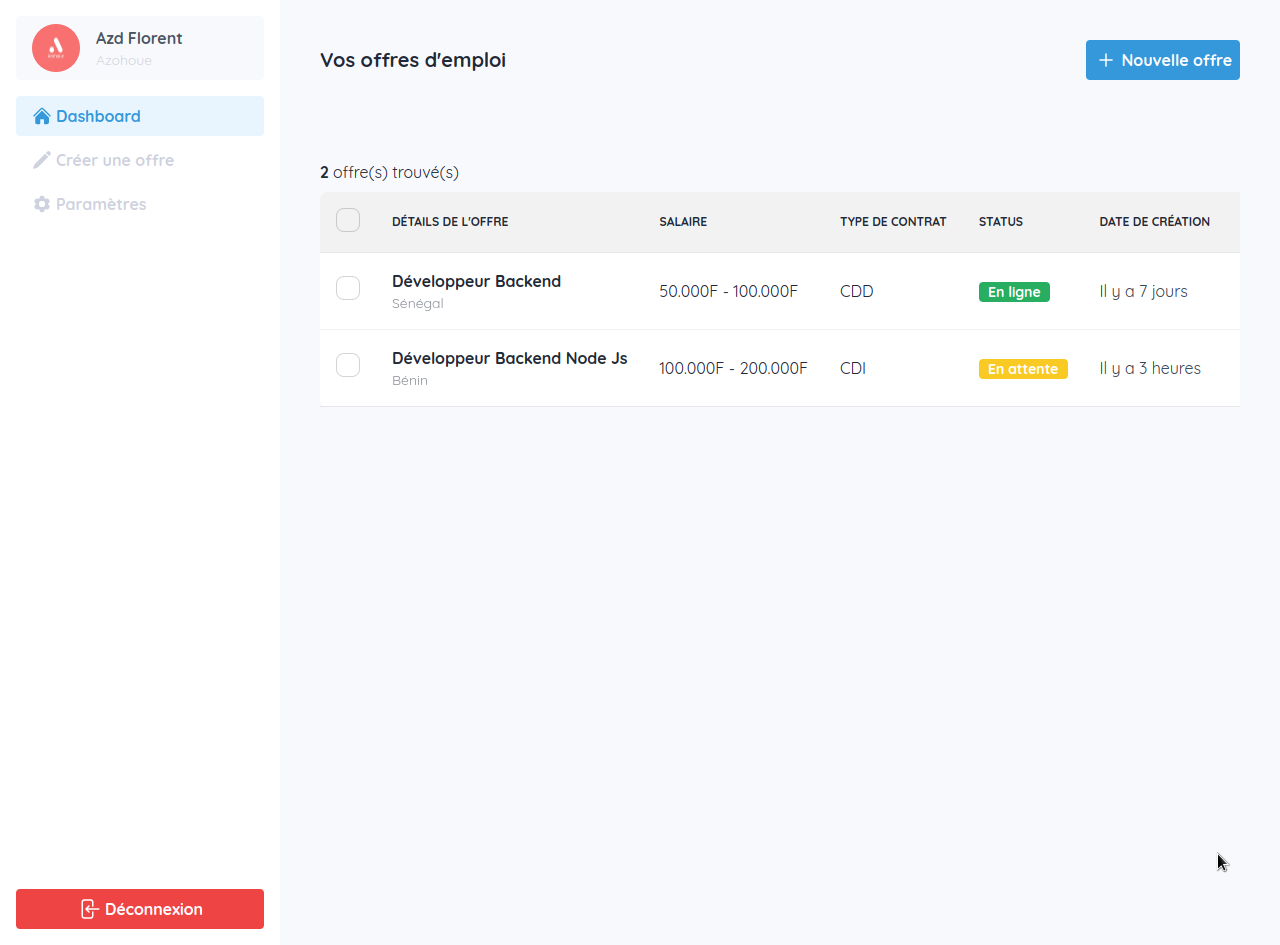 Azd Florent
Azohoue
Dashboard
Créer une offre
Paramètres
Déconnexion
Vos offres d'emploi
Nouvelle offre
2 offre(s) trouvé(s)
DÉTAILS DE L'OFFRE SALAIRE TYPE DE CONTRAT STATUS DATE DE CRÉATION
Développeur Backend
Sénégal
50.000F - 100.000F CDD En ligne Il y a 7 jours
Développeur Backend Node Js
Bénin
100.000F - 200.000F CDI En attente Il y a 3 heures